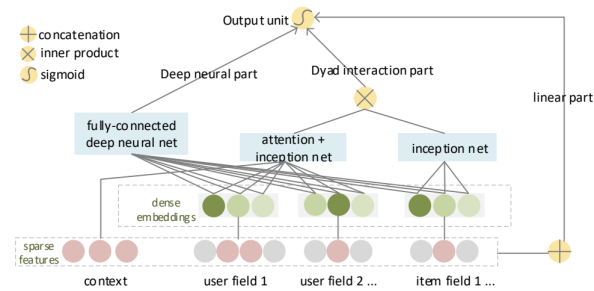 Output unit
concatenation
inner product
sigmoid
Deep neural part
Dyad interaction part
linear part
fully-connected
deep neural net
attention +
inception net
inception net
dense
embeddings
sparse
features
context
user field 1
user field 2 ...
item field 1 ...